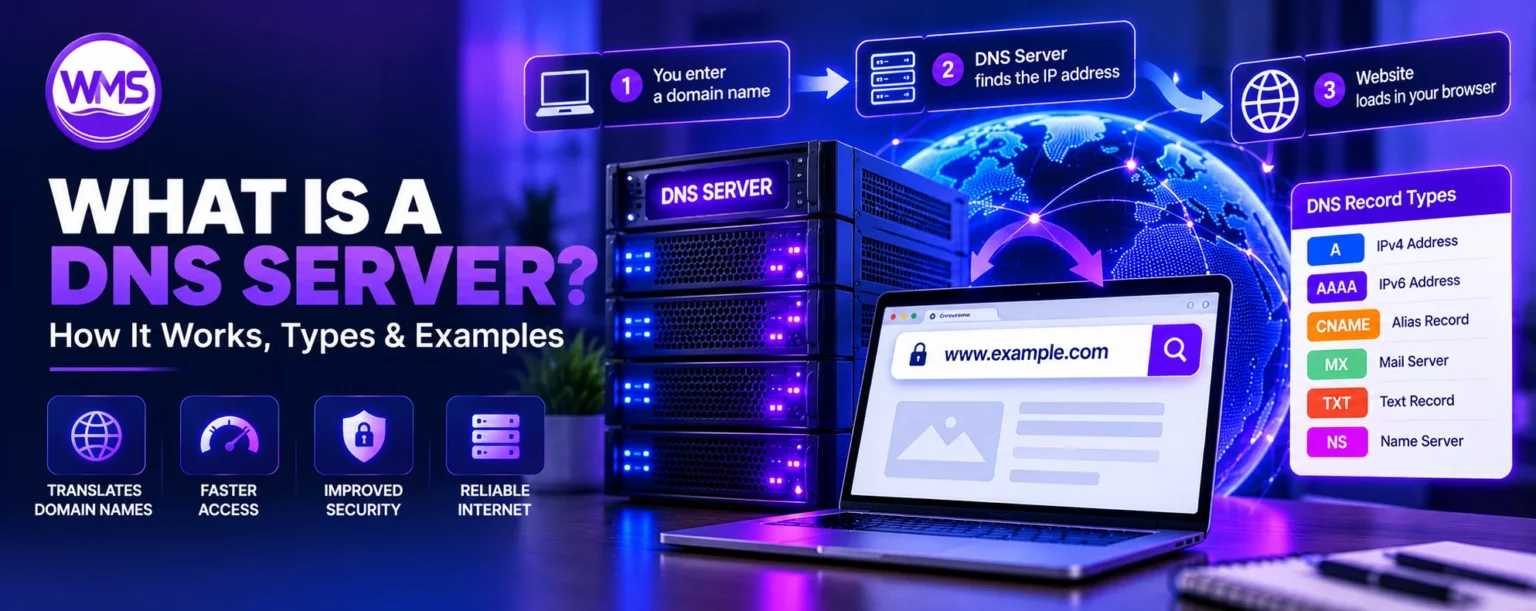 WMS
WHAT IS A
DNS SERVER?
How It Works, Types & Examples
TRANSLATES
DOMAIN NAMES
FASTER
ACCESS
IMPROVED
SECURITY
RELIABLE
INTERNET
1
You enter
a domain name
2
DNS Server
finds the IP address
3
Website
loads in your browser
DNS SERVER
www.example.com
DNS Record Types
A IPv4 Address
AAAA IPv6 Address
CNAME Alias Record
MX Mail Server
TXT Text Record
NS Name Server